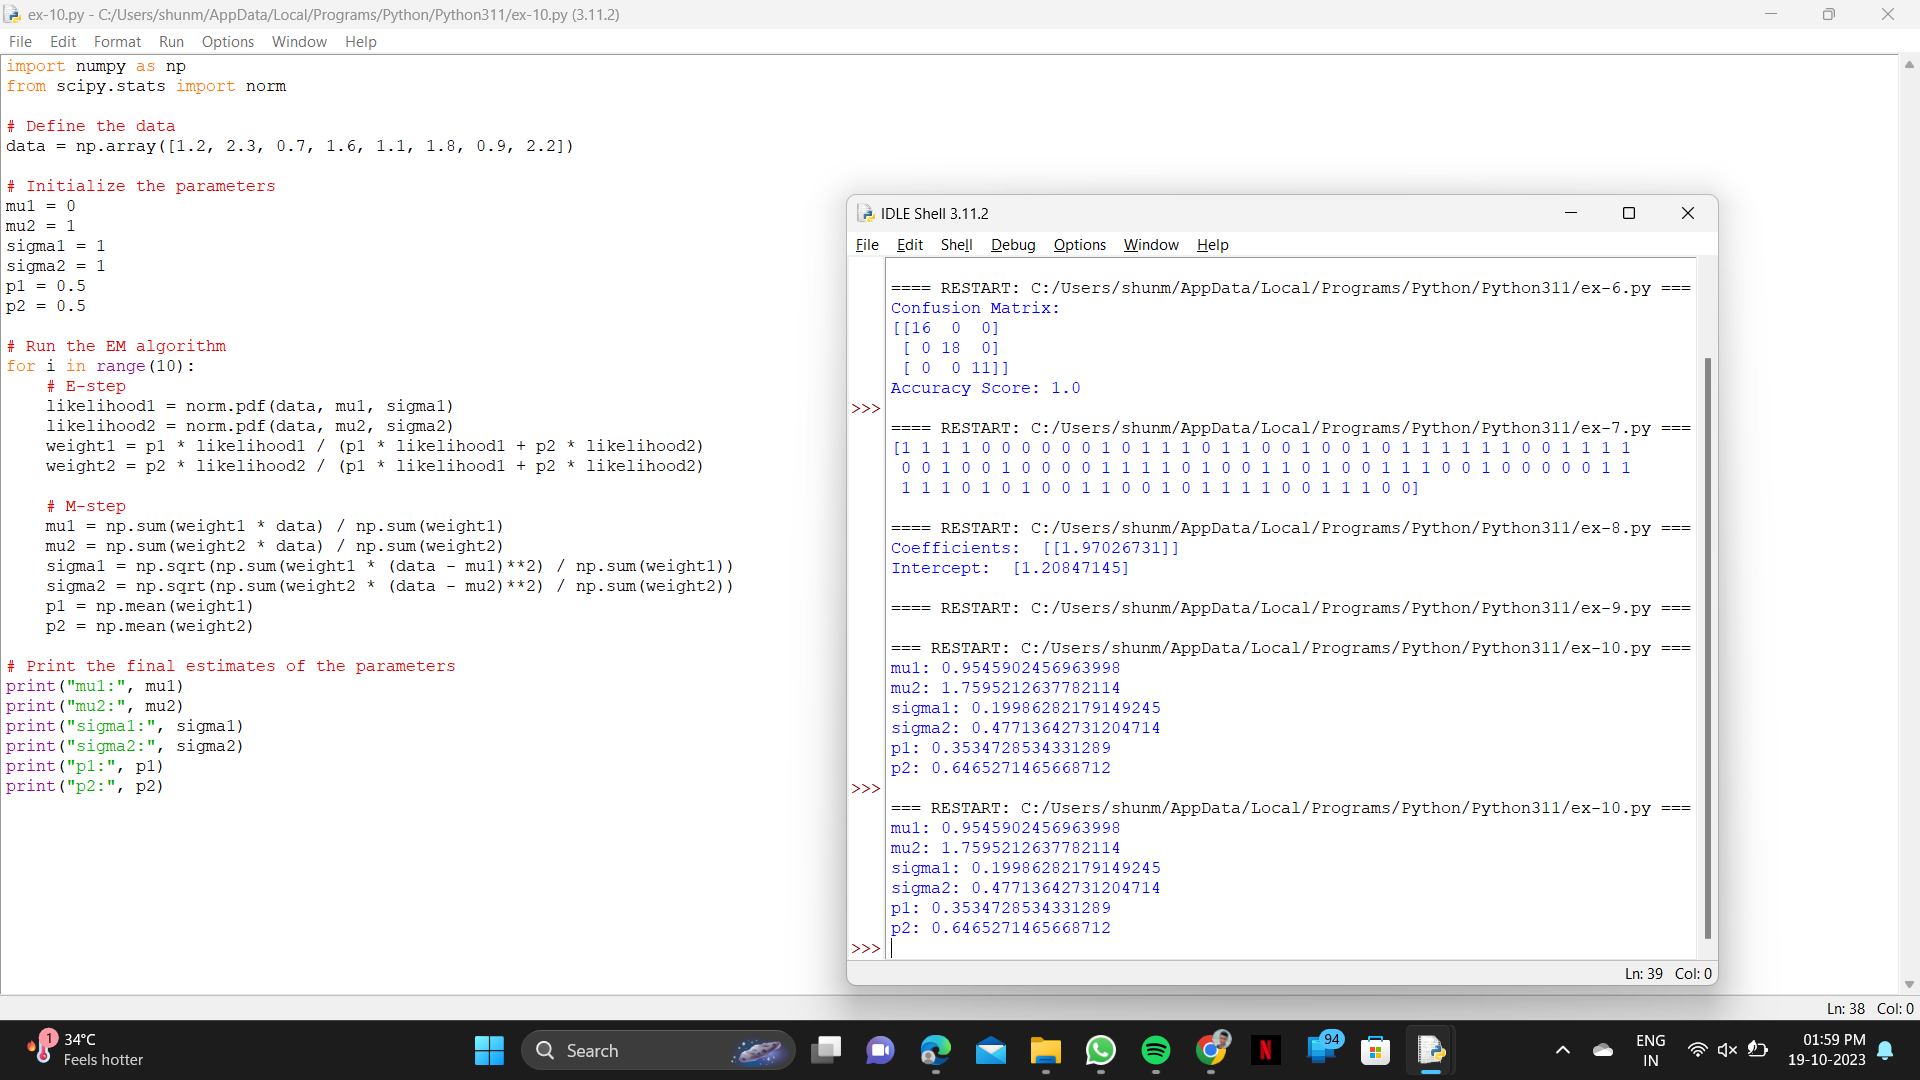 ex-10.py - C:/Users/shunm/AppData/Local/Programs/Python/Python311/ex-10.py (3.11.2)
File Edit Format Run Options Window Help
import numpy as np
from scipy.stats import norm
# Define the data
data = np.array([1.2, 2.3, 0.7, 1.6, 1.1, 1.8, 0.9, 2.2])
# Initialize the parameters
mu1 = 0
mu2 = 1
sigma1 = 1
sigma2 = 1
p1 = 0.5
p2 = 0.5
# Run the EM algorithm
for i in range(10):
    # E-step
    likelihood1 = norm.pdf(data, mu1, sigma1)
    likelihood2 = norm.pdf(data, mu2, sigma2)
    weight1 = p1 * likelihood1 / (p1 * likelihood1 + p2 * likelihood2)
    weight2 = p2 * likelihood2 / (p1 * likelihood1 + p2 * likelihood2)
    # M-step
    mu1 = np.sum(weight1 * data) / np.sum(weight1)
    mu2 = np.sum(weight2 * data) / np.sum(weight2)
    sigma1 = np.sqrt(np.sum(weight1 * (data - mu1)**2) / np.sum(weight1))
    sigma2 = np.sqrt(np.sum(weight2 * (data - mu2)**2) / np.sum(weight2))
    p1 = np.mean(weight1)
    p2 = np.mean(weight2)
# Print the final estimates of the parameters
print("mu1:", mu1)
print("mu2:", mu2)
print("sigma1:", sigma1)
print("sigma2:", sigma2)
print("p1:", p1)
print("p2:", p2)
IDLE Shell 3.11.2
File Edit Shell Debug Options Window Help
==== RESTART: C:/Users/shunm/AppData/Local/Programs/Python/Python311/ex-6.py ===
Confusion Matrix:
[[16  0  0]
 [ 0 18  0]
 [ 0  0 11]]
Accuracy Score: 1.0
>>>
==== RESTART: C:/Users/shunm/AppData/Local/Programs/Python/Python311/ex-7.py ===
[1 1 1 1 0 0 0 0 0 0 1 0 1 1 1 0 1 1 0 0 1 0 0 1 0 1 1 1 1 1 1 0 0 1 1 1 1
 0 0 1 0 0 1 0 0 0 0 1 1 1 1 0 1 0 0 1 1 0 1 0 0 1 1 1 0 0 1 0 0 0 0 0 1 1
 1 1 1 0 1 0 1 0 0 1 1 0 0 1 0 1 1 1 1 0 0 1 1 1 0 0]
==== RESTART: C:/Users/shunm/AppData/Local/Programs/Python/Python311/ex-8.py ===
Coefficients:  [[1.97026731]]
Intercept:  [1.20847145]
==== RESTART: C:/Users/shunm/AppData/Local/Programs/Python/Python311/ex-9.py ===
=== RESTART: C:/Users/shunm/AppData/Local/Programs/Python/Python311/ex-10.py ===
mu1: 0.9545902456963998
mu2: 1.7595212637782114
sigma1: 0.19986282179149245
sigma2: 0.47713642731204714
p1: 0.3534728534331289
p2: 0.6465271465668712
>>>
=== RESTART: C:/Users/shunm/AppData/Local/Programs/Python/Python311/ex-10.py ===
mu1: 0.9545902456963998
mu2: 1.7595212637782114
sigma1: 0.19986282179149245
sigma2: 0.47713642731204714
p1: 0.3534728534331289
p2: 0.6465271465668712
>>>
Ln: 39 Col: 0
Ln: 38 Col: 0
1
34°C
Feels hotter
Search
N
94
ENG
IN
01:59 PM
19-10-2023